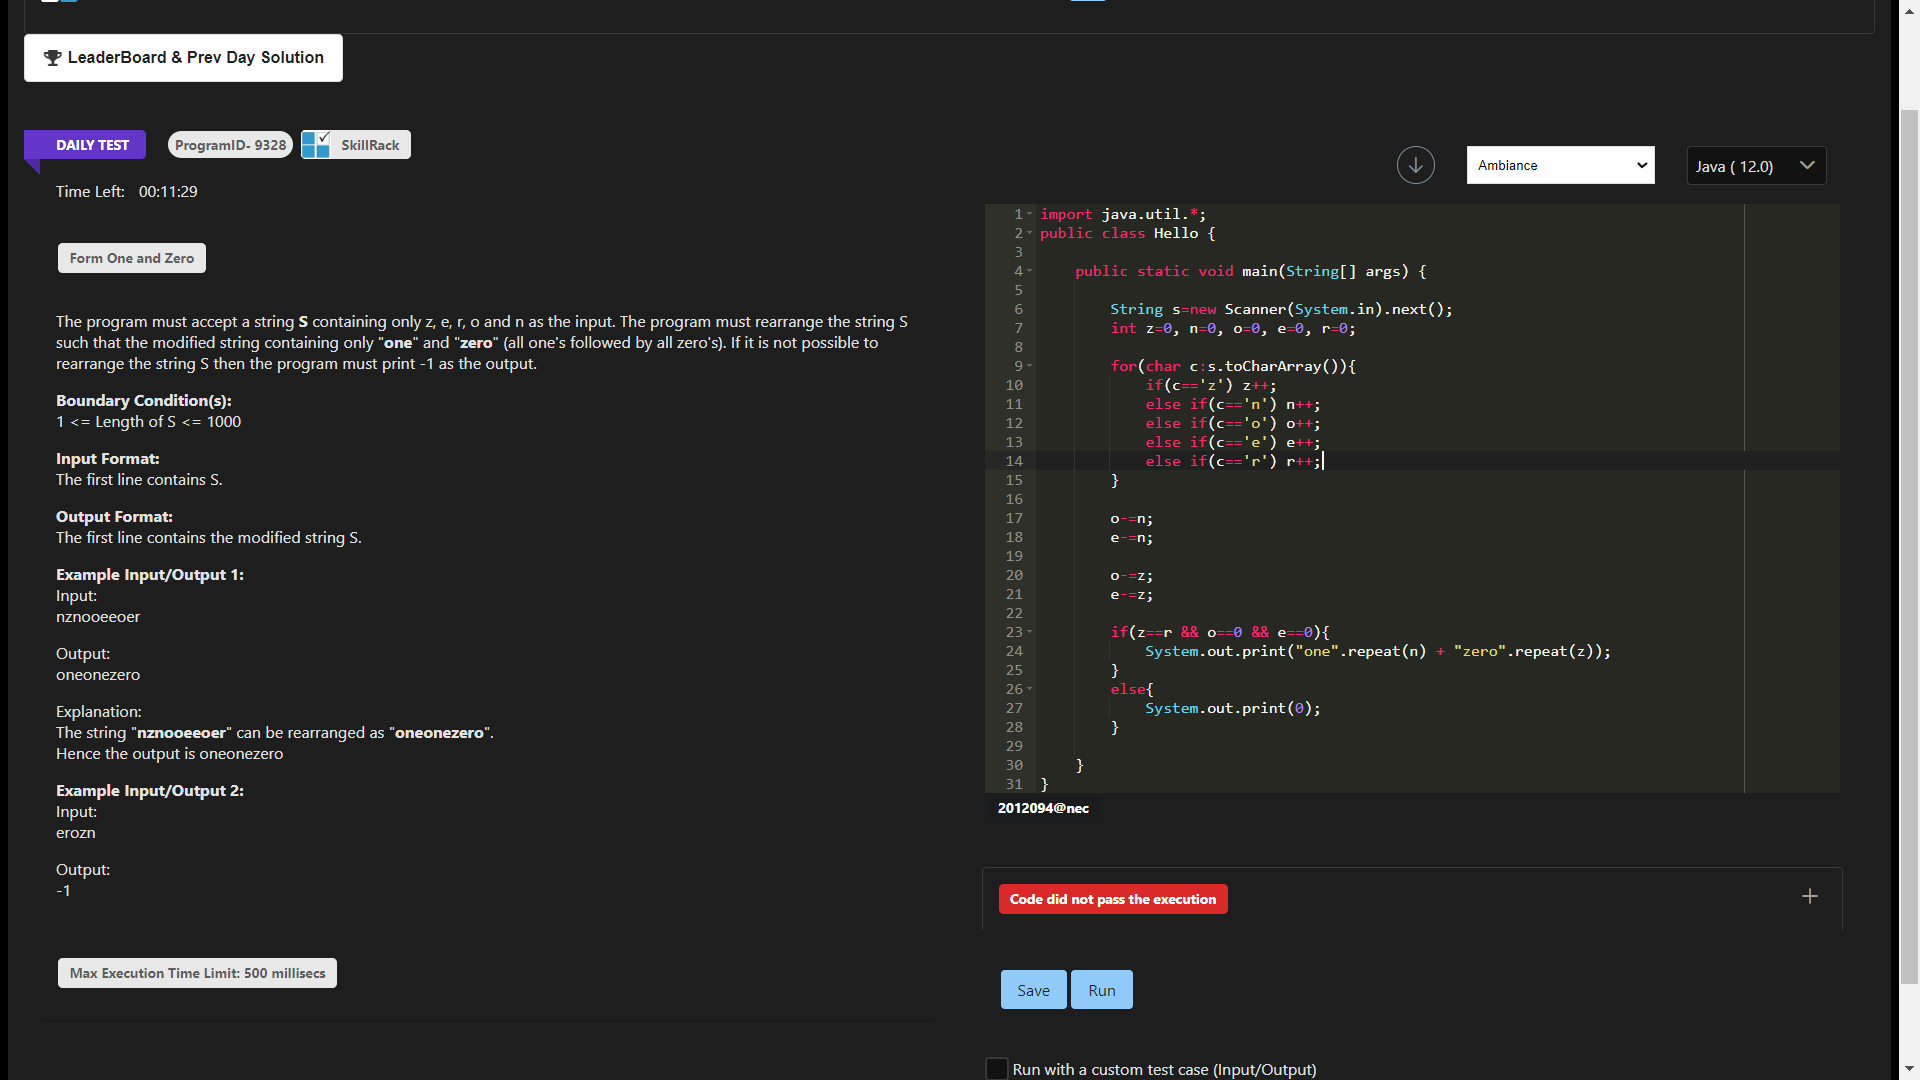 LeaderBoard & Prev Day Solution
DAILY TEST
ProgramID- 9328
SkillRack
Time Left: 00:11:29
Form One and Zero
The program must accept a string S containing only z, e, r, o and n as the input. The program must rearrange the string S
such that the modified string containing only "one" and "zero" (all one's followed by all zero's). If it is not possible to
rearrange the string S then the program must print -1 as the output.
Boundary Condition(s):
1 <= Length of S <= 1000
Input Format:
The first line contains S.
Output Format:
The first line contains the modified string S.
Example Input/Output 1:
Input:
nznooeeoer
Output:
oneonezero
Explanation:
The string "nznooeeoer" can be rearranged as "oneonezero".
Hence the output is oneonezero
Example Input/Output 2:
Input:
erozn
Output:
-1
Max Execution Time Limit: 500 millisecs
Ambiance
Java ( 12.0)
1 import java.util.*;
2 public class Hello {
3
4     public static void main(String[] args) {
5
6         String s=new Scanner(System.in).next();
7         int z=0, n=0, o=0, e=0, r=0;
8
9         for(char c:s.toCharArray()){
10             if(c=='z') z++;
11             else if(c=='n') n++;
12             else if(c=='o') o++;
13             else if(c=='e') e++;
14             else if(c=='r') r++;
15         }
16
17         o-=n;
18         e-=n;
19
20         o-=z;
21         e-=z;
22
23         if(z==r && o==0 && e==0){
24             System.out.print("one".repeat(n) + "zero".repeat(z));
25         }
26         else{
27             System.out.print(0);
28         }
29
30     }
31 }
2012094@nec
Code did not pass the execution
Save
Run
Run with a custom test case (Input/Output)